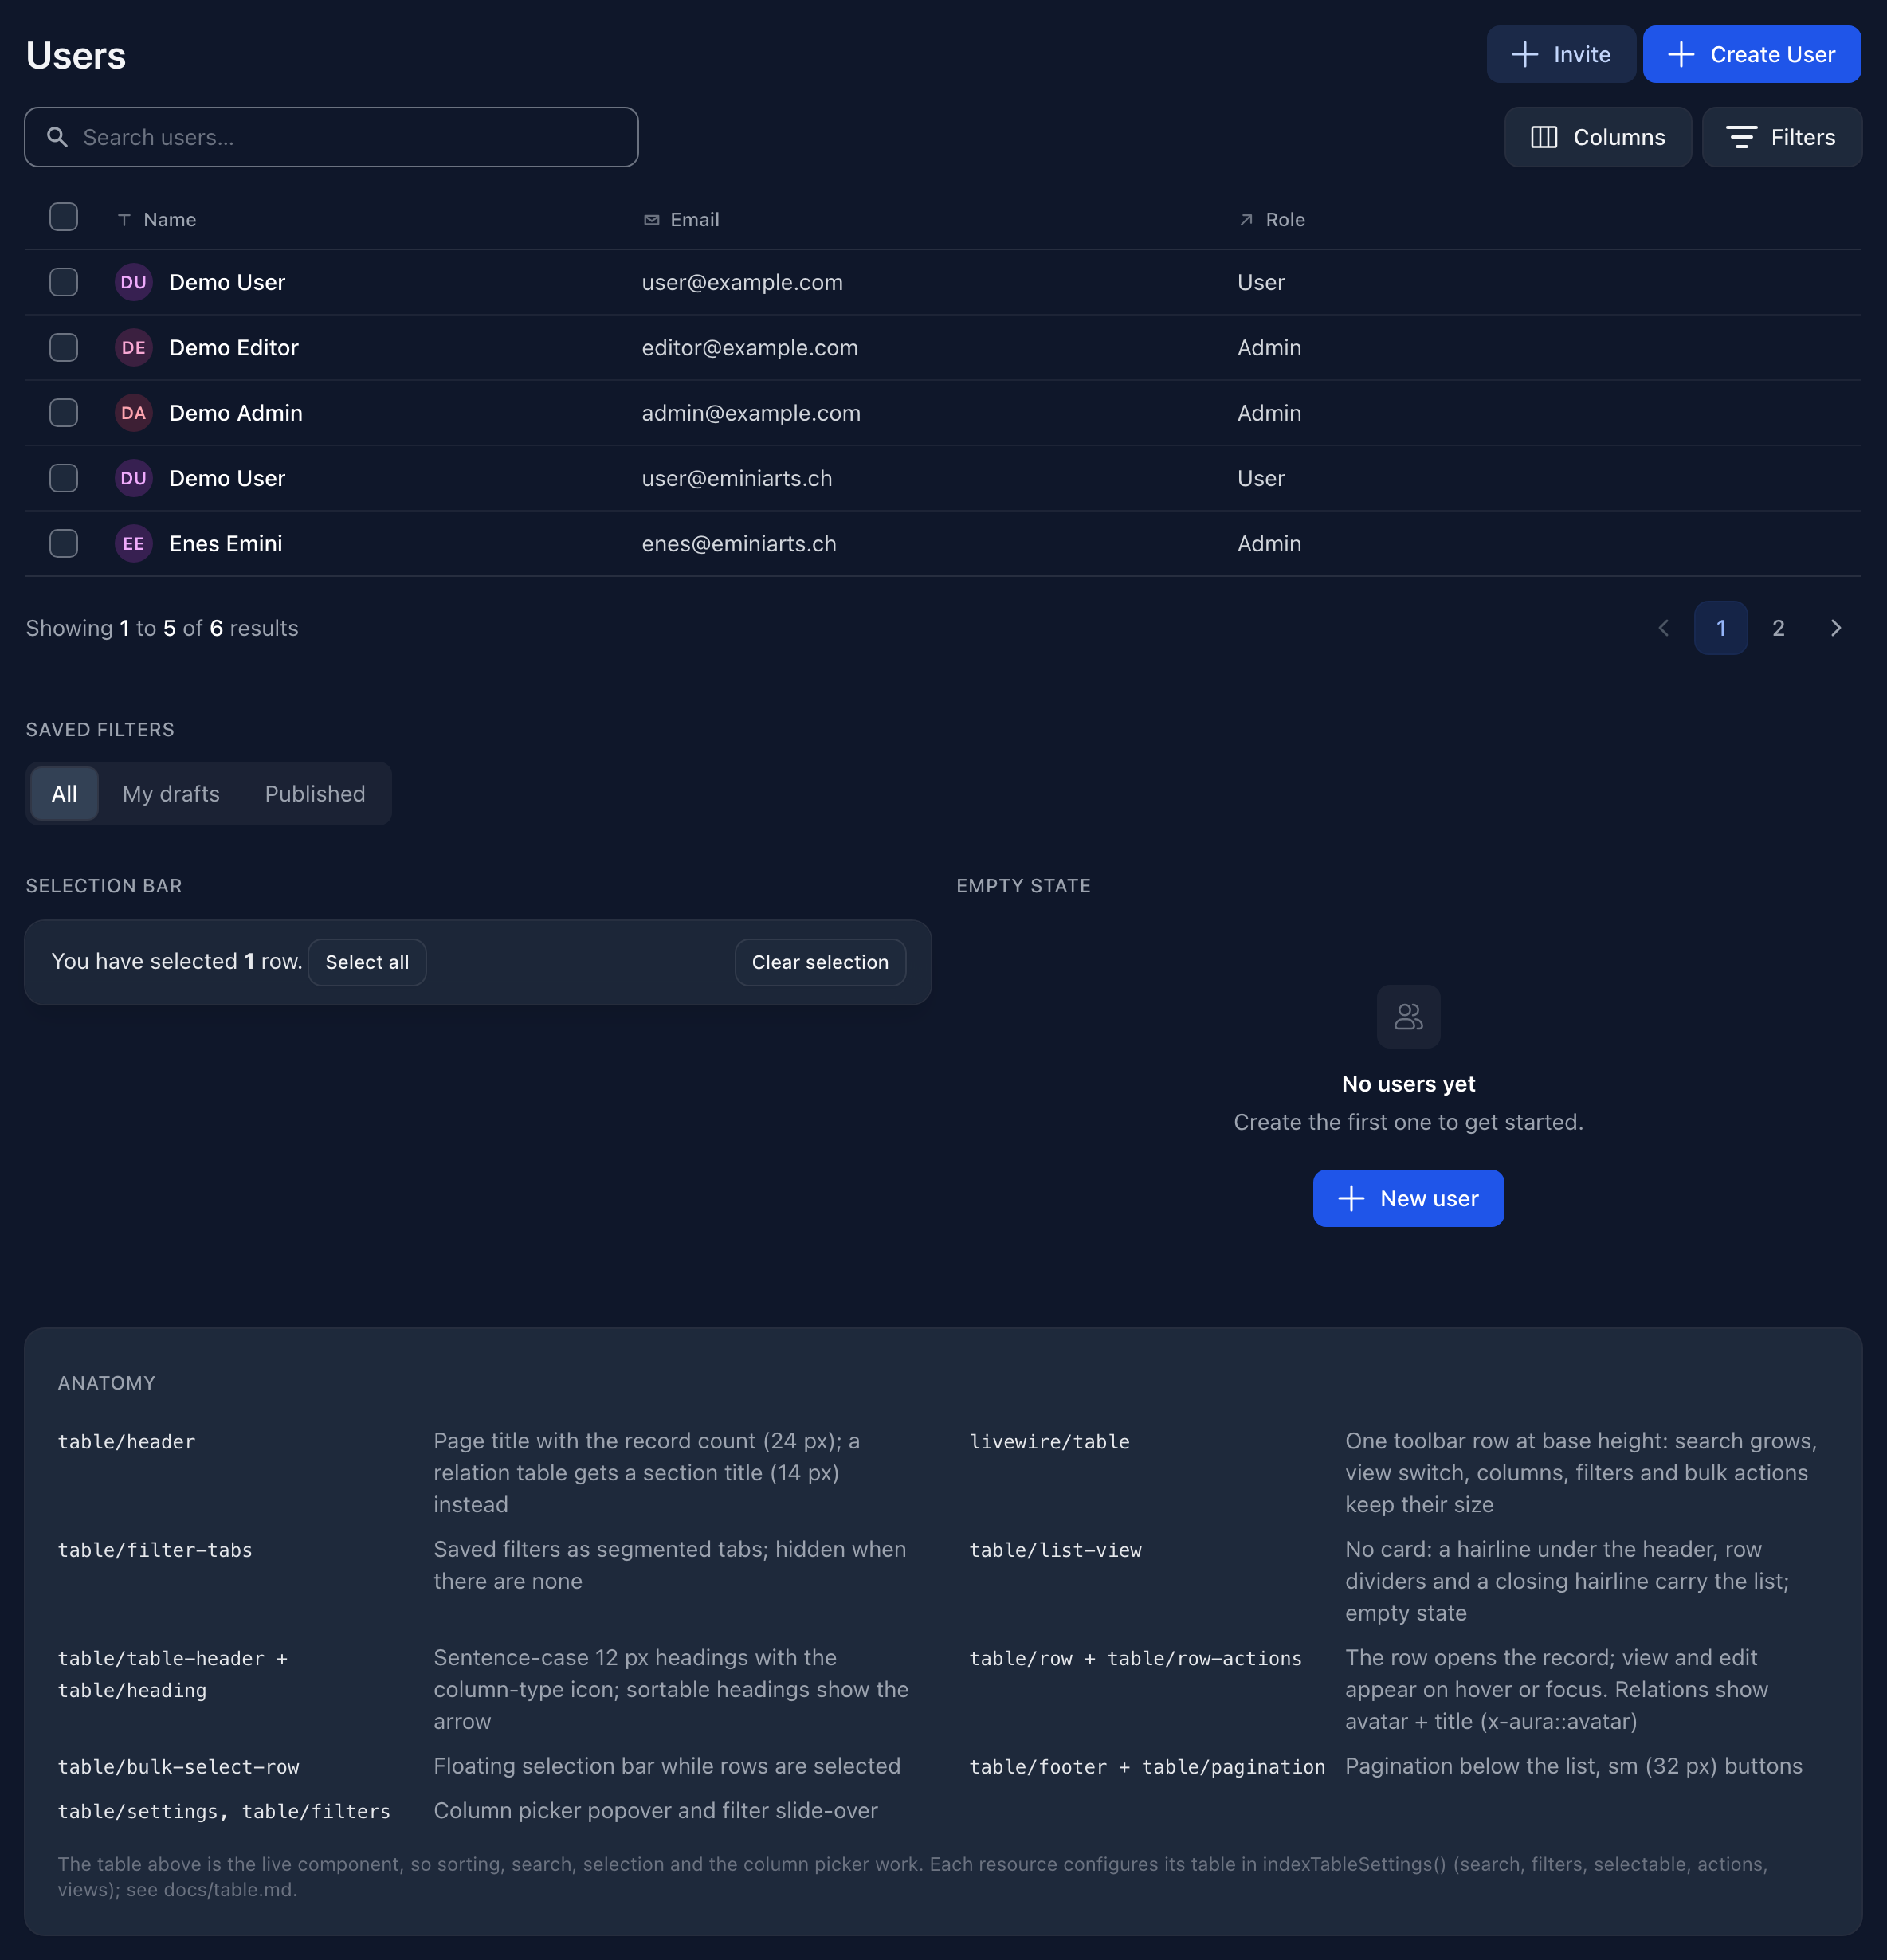 Users
Invite
Create User
Search users...
Columns
Filters
Name Email Role
DU Demo User user@example.com User
DE Demo Editor editor@example.com Admin
DA Demo Admin admin@example.com Admin
DU Demo User user@eminiarts.ch User
EE Enes Emini enes@eminiarts.ch Admin
Showing 1 to 5 of 6 results
1 2
SAVED FILTERS
All My drafts Published
SELECTION BAR
You have selected 1 row. Select all Clear selection
EMPTY STATE
No users yet
Create the first one to get started.
New user
ANATOMY
table/header
Page title with the record count (24 px); a
relation table gets a section title (14 px)
instead
livewire/table
One toolbar row at base height: search grows,
view switch, columns, filters and bulk actions
keep their size
table/filter-tabs
Saved filters as segmented tabs; hidden when
there are none
table/list-view
No card: a hairline under the header, row
dividers and a closing hairline carry the list;
empty state
table/table-header +
table/heading
Sentence-case 12 px headings with the
column-type icon; sortable headings show the
arrow
table/row + table/row-actions
The row opens the record; view and edit
appear on hover or focus. Relations show
avatar + title (x-aura::avatar)
table/bulk-select-row
Floating selection bar while rows are selected
table/footer + table/pagination
Pagination below the list, sm (32 px) buttons
table/settings, table/filters
Column picker popover and filter slide-over
The table above is the live component, so sorting, search, selection and the column picker work. Each resource configures its table in indexTableSettings() (search, filters, selectable, actions,
views); see docs/table.md.